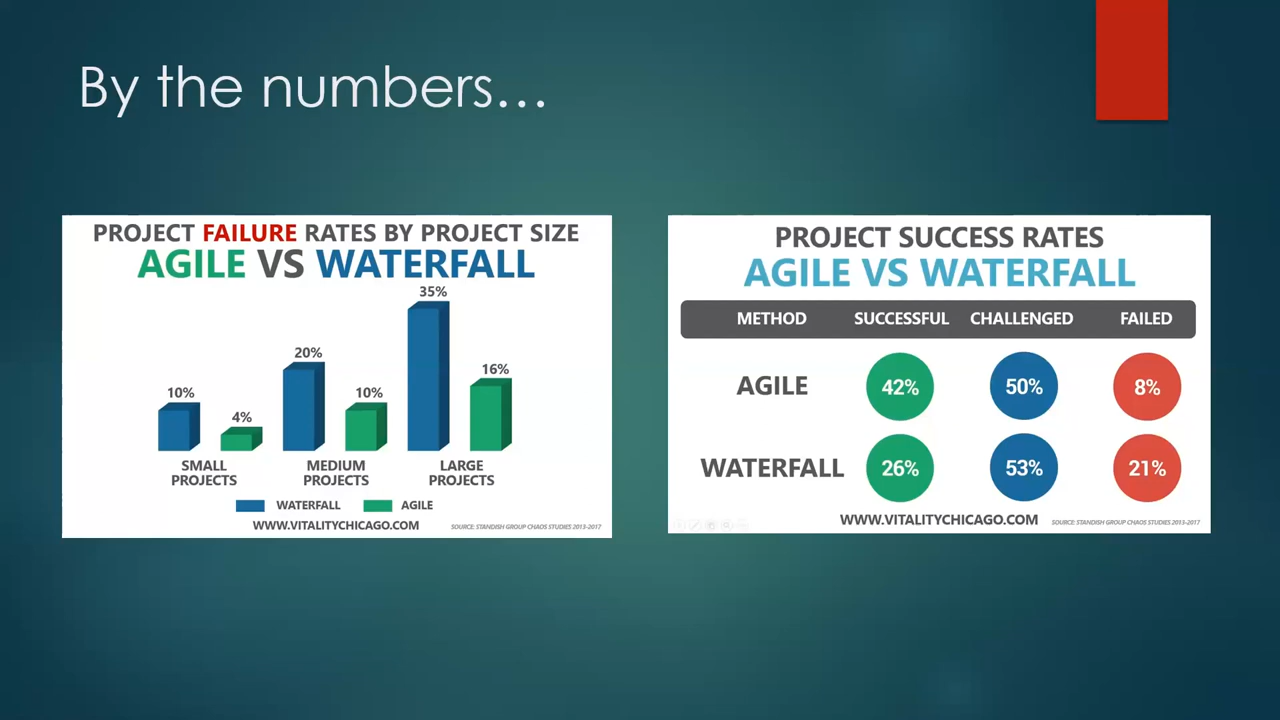 By the numbers...
PROJECT FAILURE RATES BY PROJECT SIZE
AGILE VS WATERFALL
35%
20%
16%
10%
10%
4%
SMALL PROJECTS
MEDIUM PROJECTS
LARGE PROJECTS
WATERFALL AGILE
WWW.VITALITYCHICAGO.COM
SOURCE: STANDISH GROUP CHAOS STUDIES 2013-2017
PROJECT SUCCESS RATES
AGILE VS WATERFALL
METHOD SUCCESSFUL CHALLENGED FAILED
AGILE 42% 50% 8%
WATERFALL 26% 53% 21%
WWW.VITALITYCHICAGO.COM
SOURCE: STANDISH GROUP CHAOS STUDIES 2013-2017